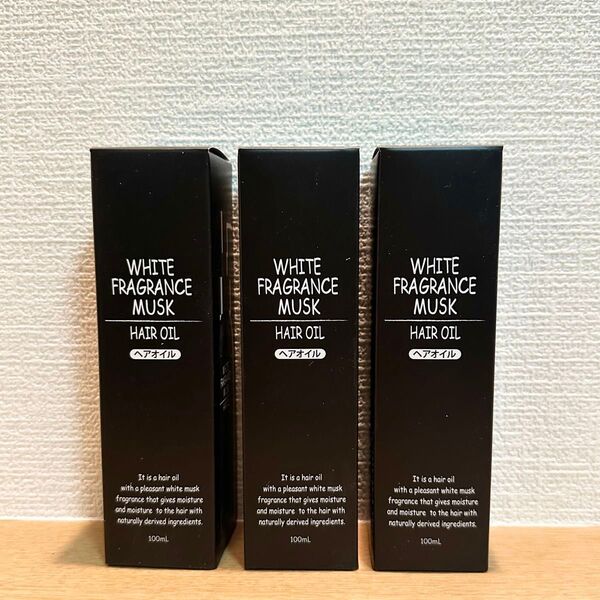 WHITE
FRAGRANCE
MUSK
HAIR OIL
ヘアオイル
It is a hair oil
with a pleasant white musk
fragrance that gives moisture
and moisture to the hair with
naturally derived ingredients.
100mL
WHITE
FRAGRANCE
MUSK
HAIR OIL
ヘアオイル
It is a hair oil
with a pleasant white musk
fragrance that gives moisture
and moisture to the hair with
naturally derived ingredients.
100mL
WHITE
FRAGRANCE
MUSK
HAIR OIL
ヘアオイル
It is a hair oil
with a pleasant white musk
fragrance that gives moisture
and moisture to the hair with
naturally derived ingredients.
100mL